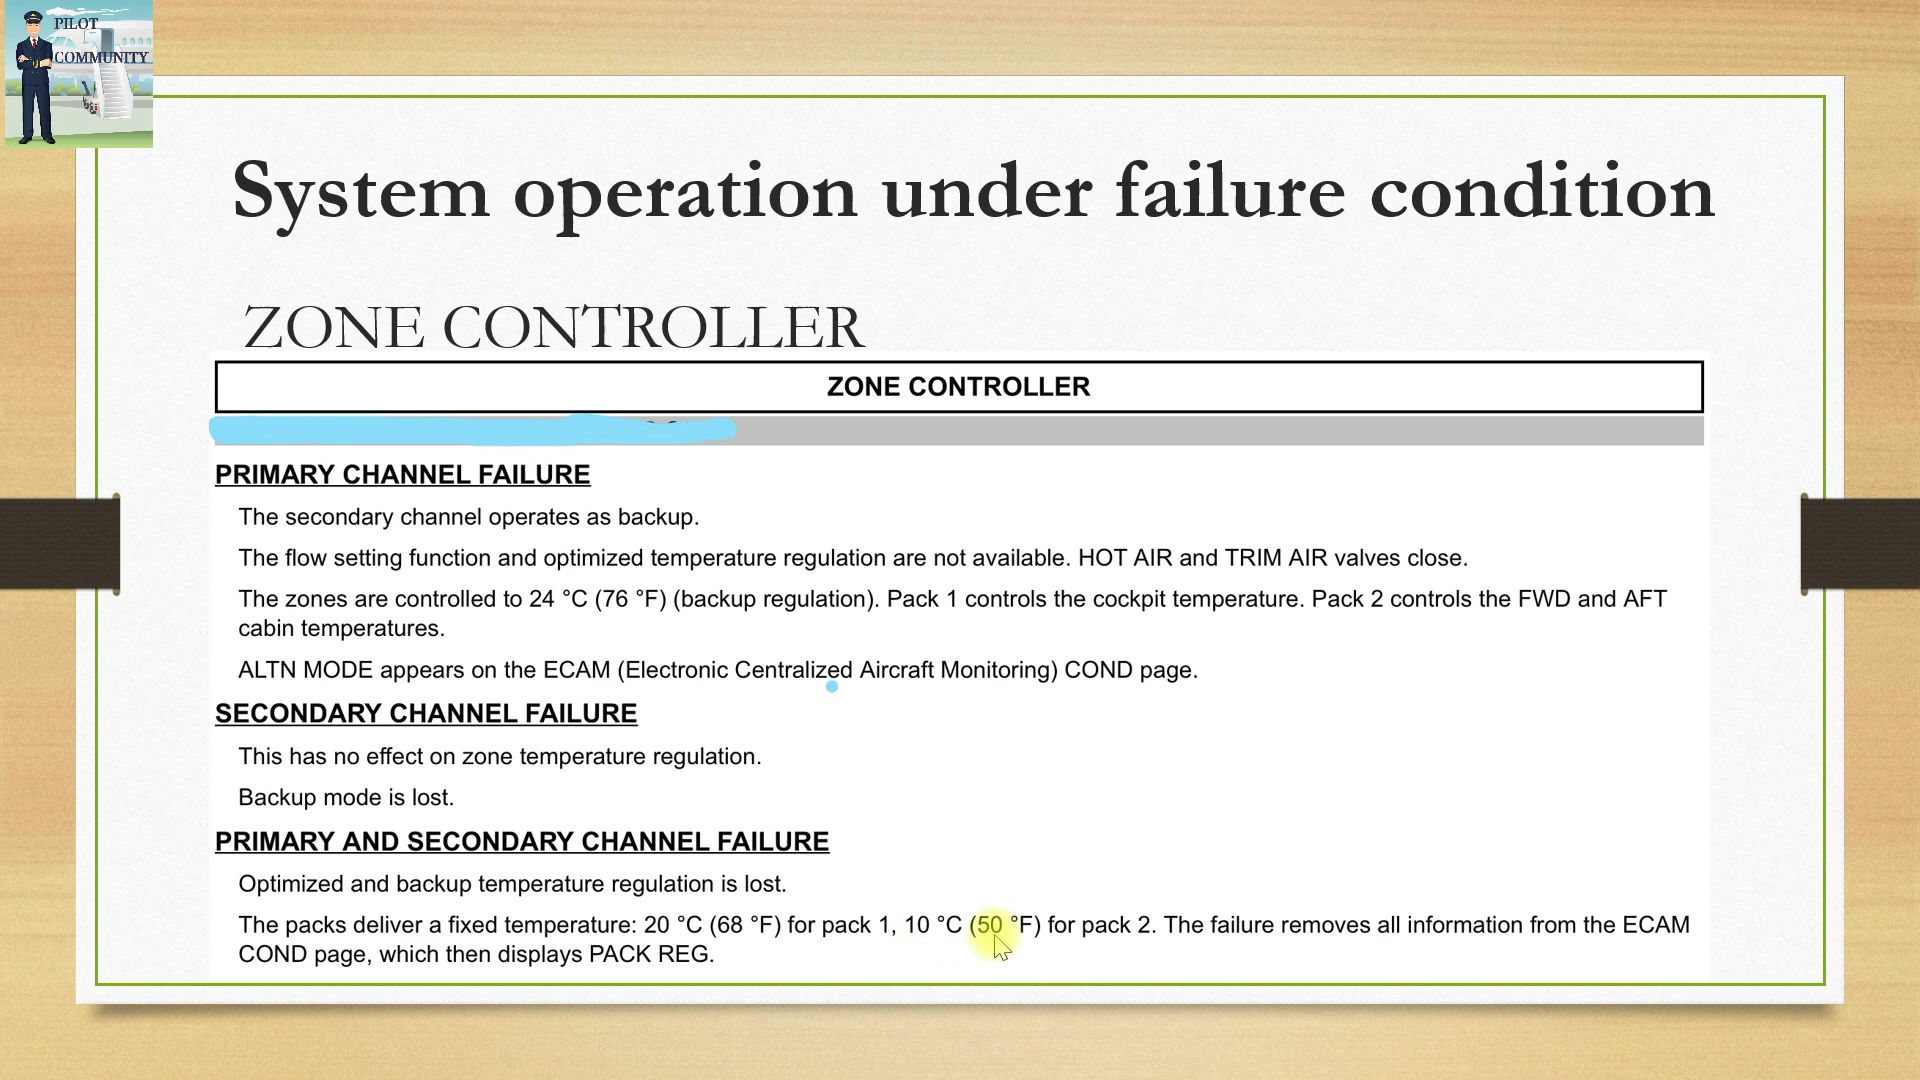 PILOT
COMMUNITY
System operation under failure condition
ZONE CONTROLLER
ZONE CONTROLLER
PRIMARY CHANNEL FAILURE
The secondary channel operates as backup.
The flow setting function and optimized temperature regulation are not available. HOT AIR and TRIM AIR valves close.
The zones are controlled to 24 °C (76 °F) (backup regulation). Pack 1 controls the cockpit temperature. Pack 2 controls the FWD and AFT
cabin temperatures.
ALTN MODE appears on the ECAM (Electronic Centralized Aircraft Monitoring) COND page.
SECONDARY CHANNEL FAILURE
This has no effect on zone temperature regulation.
Backup mode is lost.
PRIMARY AND SECONDARY CHANNEL FAILURE
Optimized and backup temperature regulation is lost.
The packs deliver a fixed temperature: 20 °C (68 °F) for pack 1, 10 °C (50 °F) for pack 2. The failure removes all information from the ECAM
COND page, which then displays PACK REG.